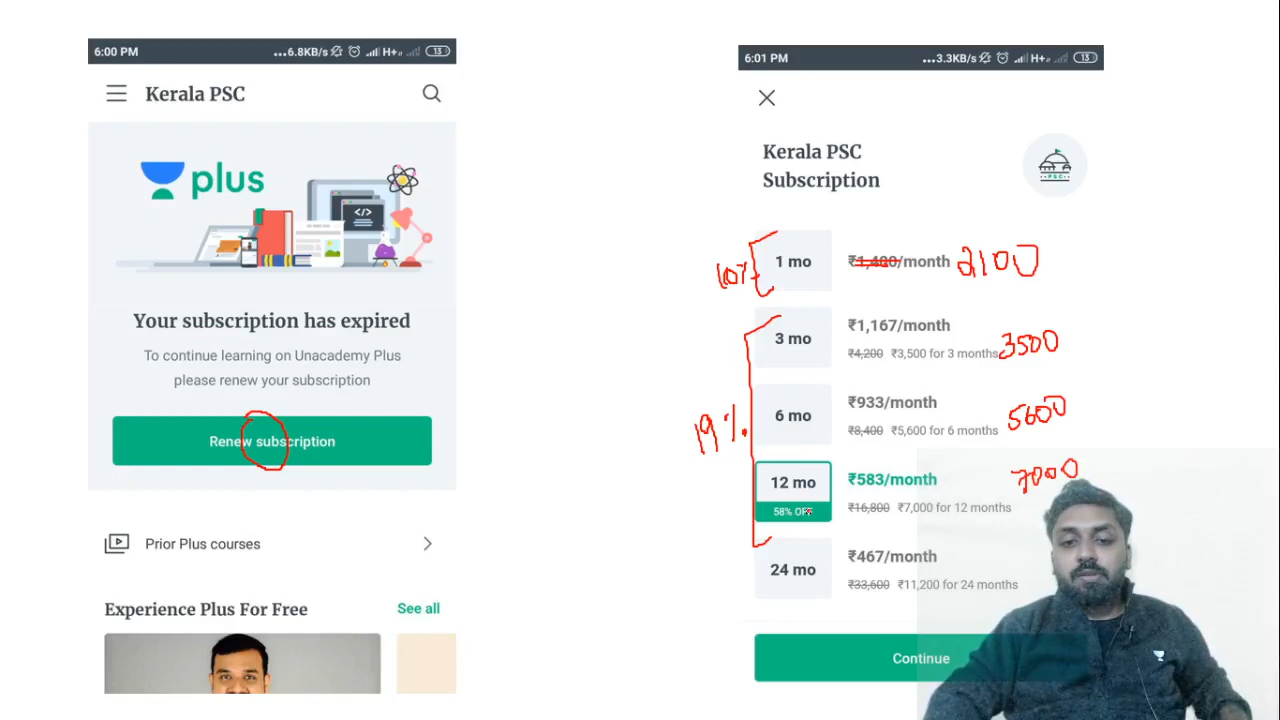 6:00 PM
...6.8KB/s H+ 13
Kerala PSC
plus
</>
Your subscription has expired
To continue learning on Unacademy Plus
please renew your subscription
Renew subscription
Prior Plus courses
Experience Plus For Free
See all
6:01 PM
...3.3KB/s H+ 13
Kerala PSC
Subscription
PSC
10%
1 mo
₹1,400/month
2100
19%
3 mo
₹1,167/month
₹4,200 ₹3,500 for 3 months
3500
6 mo
₹933/month
₹8,400 ₹5,600 for 6 months
5600
12 mo
58% OFF
₹583/month
₹16,800 ₹7,000 for 12 months
7000
24 mo
₹467/month
₹33,600 ₹11,200 for 24 months
Continue